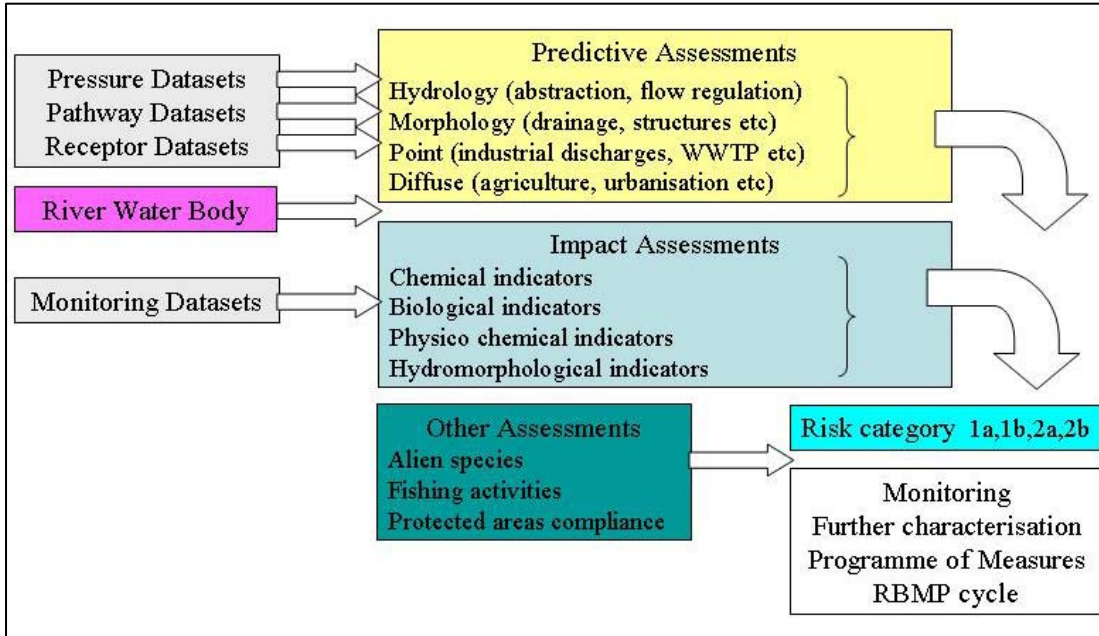 Pressure Datasets
Pathway Datasets
Receptor Datasets
River Water Body
Monitoring Datasets
Predictive Assessments
Hydrology (abstraction, flow regulation)
Morphology (drainage, structures etc)
Point (industrial discharges, WWTP etc)
Diffuse (agriculture, urbanisation etc)
Impact Assessments
Chemical indicators
Biological indicators
Physico chemical indicators
Hydromorphological indicators
Other Assessments
Alien species
Fishing activities
Protected areas compliance
Risk category 1a,1b,2a,2b
Monitoring
Further characterisation
Programme of Measures
RBMP cycle